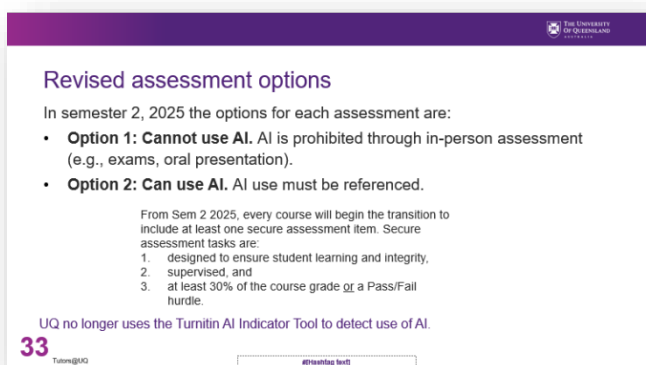 THE UNIVERSITY
OF QUEENSLAND
AUSTRALIA
Revised assessment options
In semester 2, 2025 the options for each assessment are:
• Option 1: Cannot use AI. AI is prohibited through in-person assessment
(e.g., exams, oral presentation).
• Option 2: Can use AI. AI use must be referenced.
From Sem 2 2025, every course will begin the transition to
include at least one secure assessment item. Secure
assessment tasks are:
1. designed to ensure student learning and integrity,
2. supervised, and
3. at least 30% of the course grade or a Pass/Fail
hurdle.
UQ no longer uses the Turnitin AI Indicator Tool to detect use of AI.
33
Tutors@UQ
#[Hashtag text]